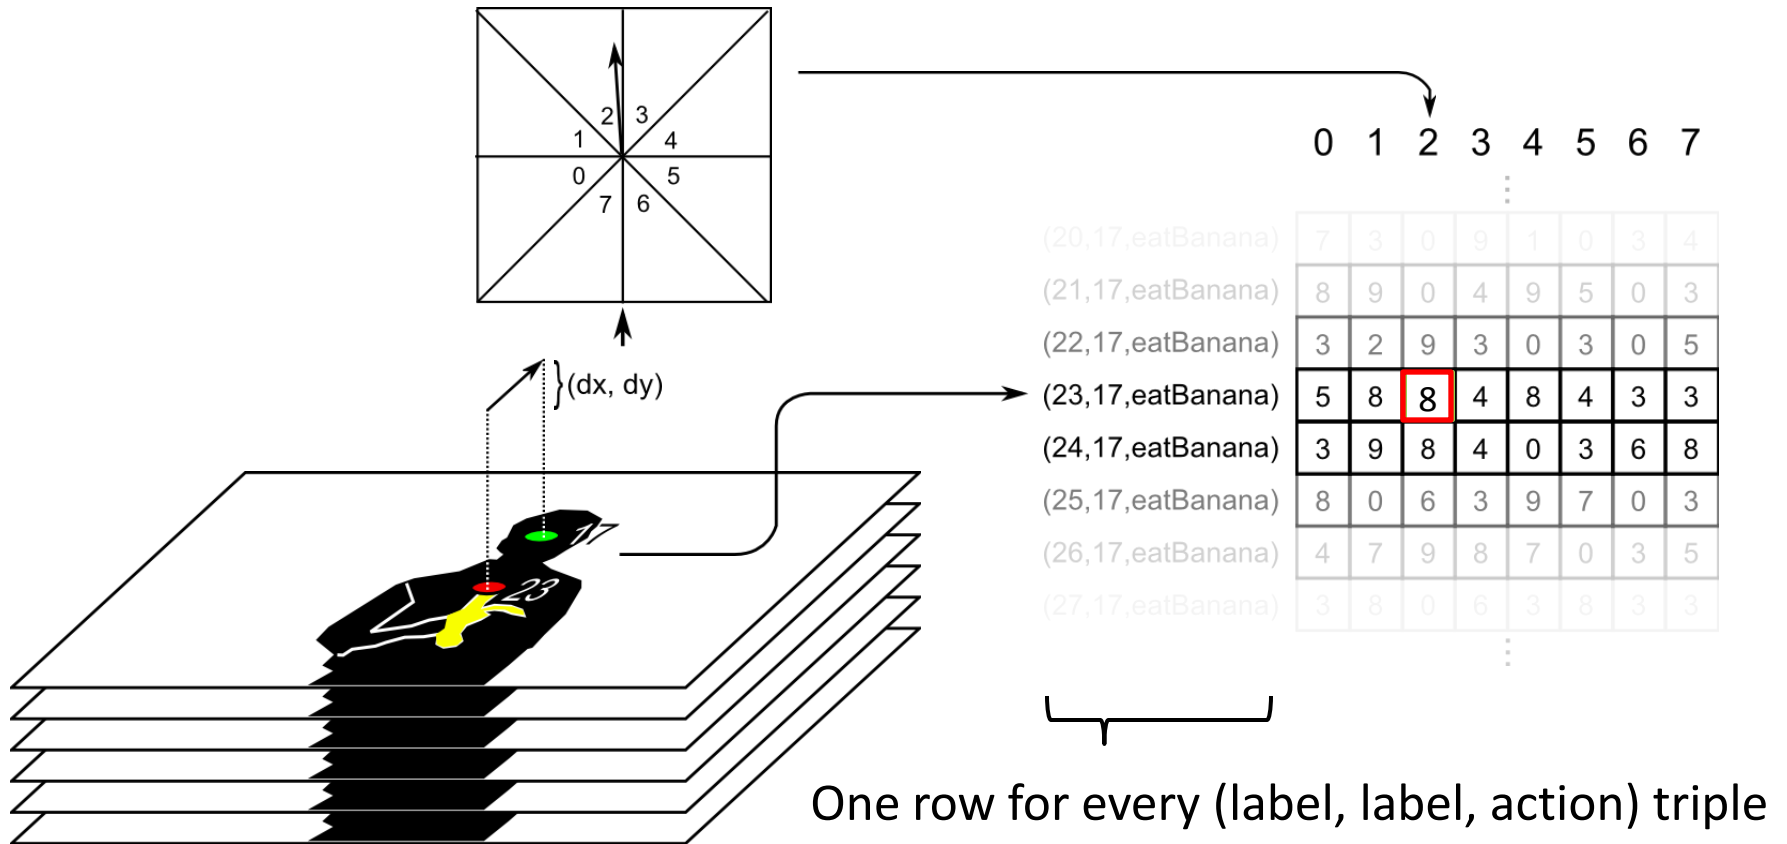 2 3
1 4
0 5
7 6
(dx, dy)
17
23
0 1 2 3 4 5 6 7
(20,17,eatBanana) 7 3 0 9 1 0 3 4
(21,17,eatBanana) 8 9 0 4 9 5 0 3
(22,17,eatBanana) 3 2 9 3 0 3 0 5
(23,17,eatBanana) 5 8 8 4 8 4 3 3
(24,17,eatBanana) 3 9 8 4 0 3 6 8
(25,17,eatBanana) 8 0 6 3 9 7 0 3
(26,17,eatBanana) 4 7 9 8 7 0 3 5
(27,17,eatBanana) 3 8 0 6 3 8 3 3
One row for every (label, label, action) triple